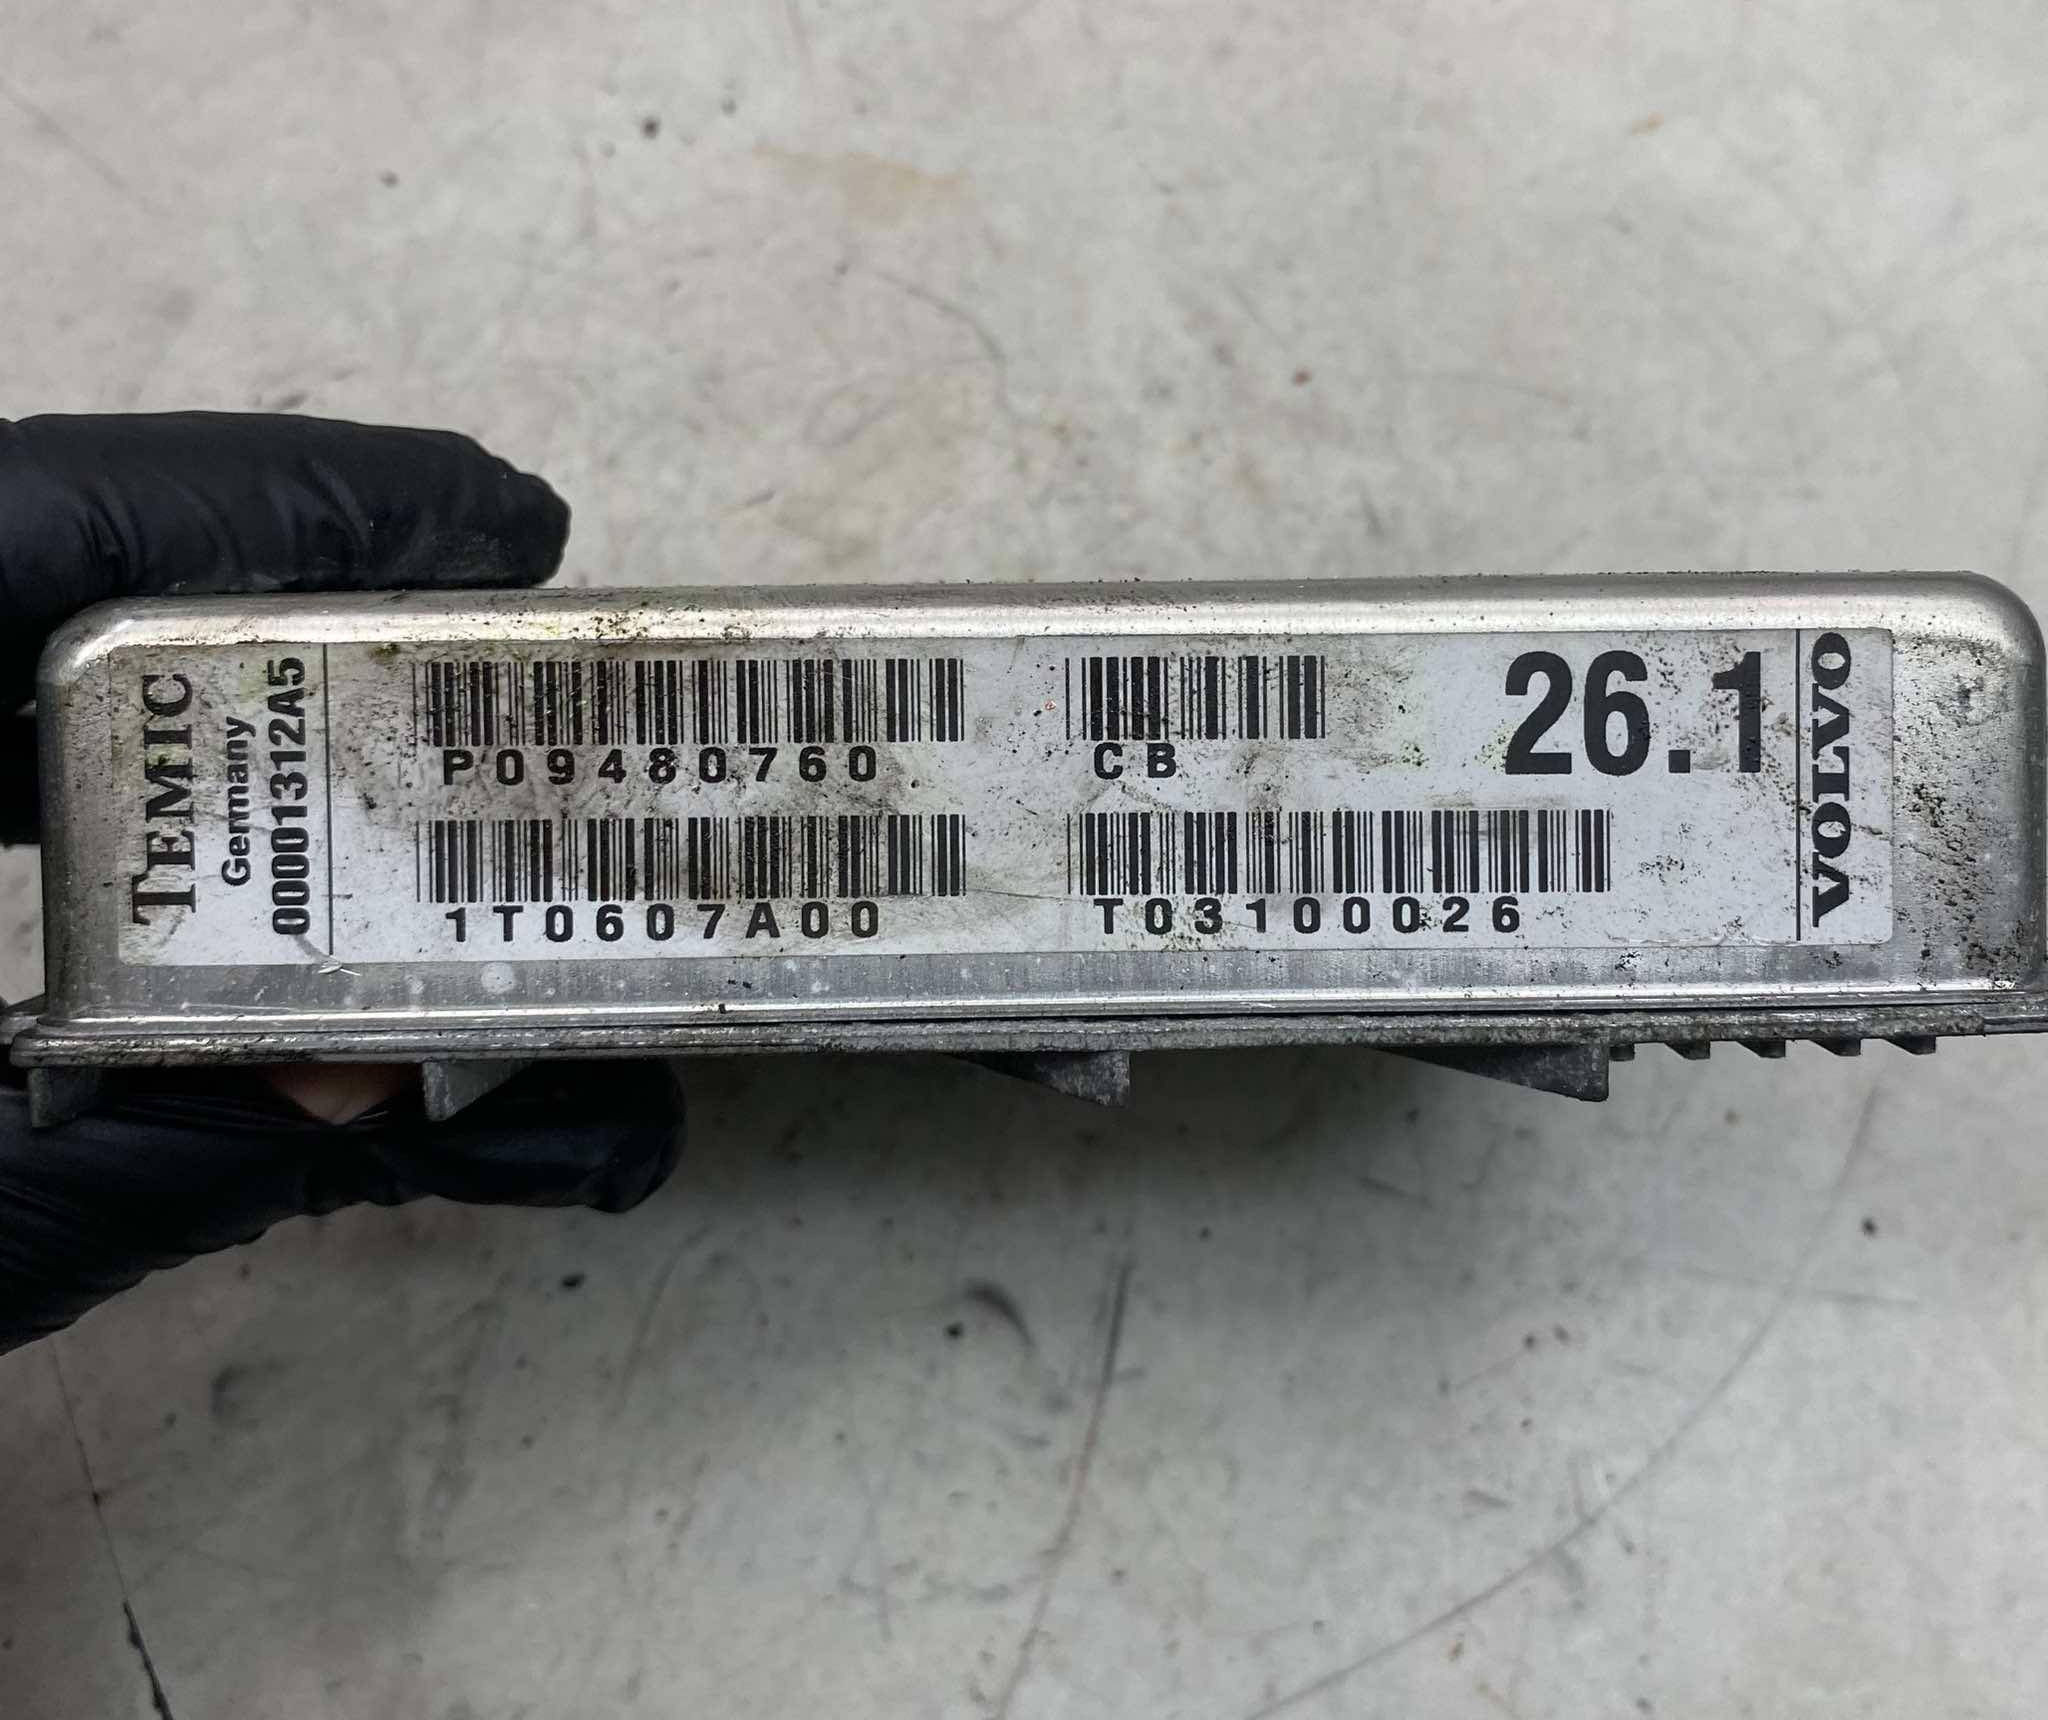 TEMIC
Germany
00001312A5
P09480760
CB
26.1
1T0607A00
T03100026
VOLVO